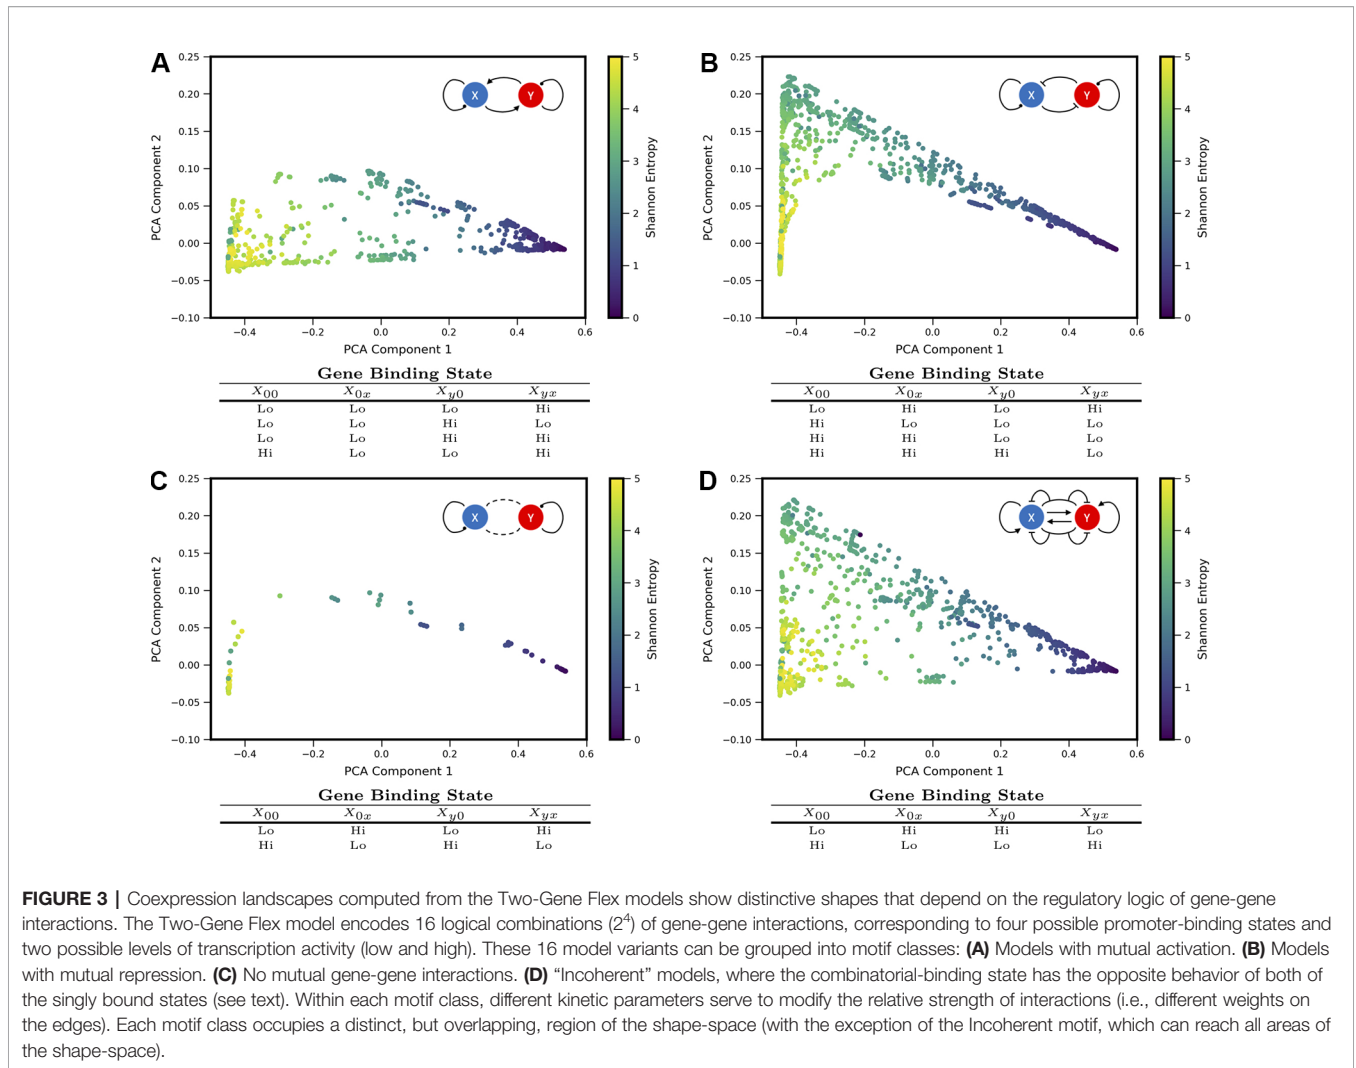 A
0.25
0.20
0.15
0.10
0.05
0.00
−0.05
−0.10
PCA Component 2
−0.4 −0.2 0.0 0.2 0.4 0.6
PCA Component 1
X Y
5
4
3
2
1
0
Shannon Entropy
Gene Binding State
X00 X0x Xy0 Xyx
Lo Lo Lo Hi
Lo Lo Hi Lo
Lo Lo Hi Hi
Hi Lo Hi Hi
B
0.25
0.20
0.15
0.10
0.05
0.00
−0.05
−0.10
PCA Component 2
−0.4 −0.2 0.0 0.2 0.4 0.6
PCA Component 1
X Y
5
4
3
2
1
0
Shannon Entropy
Gene Binding State
X00 X0x Xy0 Xyx
Lo Hi Lo Lo
Hi Hi Lo Lo
Hi Hi Lo Hi
Hi Hi Hi Lo
C
0.25
0.20
0.15
0.10
0.05
0.00
−0.05
−0.10
PCA Component 2
−0.4 −0.2 0.0 0.2 0.4 0.6
PCA Component 1
X Y
5
4
3
2
1
0
Shannon Entropy
Gene Binding State
X00 X0x Xy0 Xyx
Lo Hi Lo Hi
Hi Lo Hi Lo
D
0.25
0.20
0.15
0.10
0.05
0.00
−0.05
−0.10
PCA Component 2
−0.4 −0.2 0.0 0.2 0.4 0.6
PCA Component 1
X Y
5
4
3
2
1
0
Shannon Entropy
Gene Binding State
X00 X0x Xy0 Xyx
Lo Hi Hi Lo
Hi Lo Lo Hi
FIGURE 3 | Coexpression landscapes computed from the Two-Gene Flex models show distinctive shapes that depend on the regulatory logic of gene-gene
interactions. The Two-Gene Flex model encodes 16 logical combinations (2⁴) of gene-gene interactions, corresponding to four possible promoter-binding states and
two possible levels of transcription activity (low and high). These 16 model variants can be grouped into motif classes: (A) Models with mutual activation. (B) Models
with mutual repression. (C) No mutual gene-gene interactions. (D) “Incoherent” models, where the combinatorial-binding state has the opposite behavior of both of
the singly bound states (see text). Within each motif class, different kinetic parameters serve to modify the relative strength of interactions (i.e., different weights on
the edges). Each motif class occupies a distinct, but overlapping, region of the shape-space (with the exception of the Incoherent motif, which can reach all areas of
the shape-space).